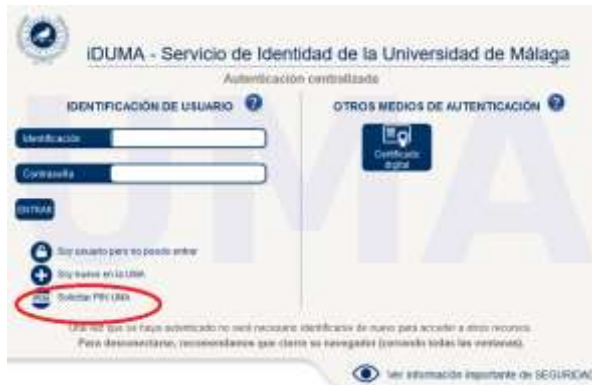 iDUMA - Servicio de Identidad de la Universidad de Málaga
Autenticación centralizada
IDENTIFICACIÓN DE USUARIO ?
OTROS MEDIOS DE AUTENTICACIÓN ?
Identificación
Contraseña
ENTRAR
Certificado
digital
Soy usuario pero no puedo entrar
Soy nuevo en la UMA
Solicitar PIN UMA
Una vez que se haya autenticado no será necesario identificarse de nuevo para acceder a otros recursos.
Para desconectarse, recomendamos que cierre su navegador (cerrando todas las ventanas).
Ver información importante de SEGURIDAD
UMA